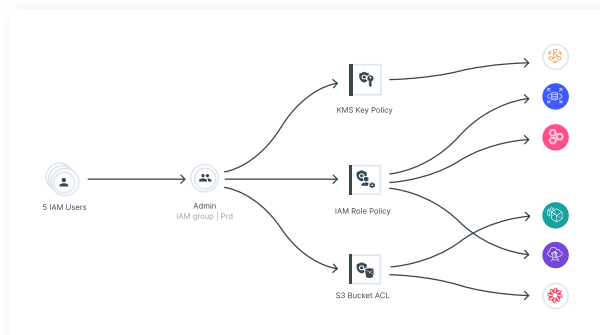 KMS Key Policy
5 IAM Users
Admin
IAM group | Prd
IAM Role Policy
S3 Bucket ACL